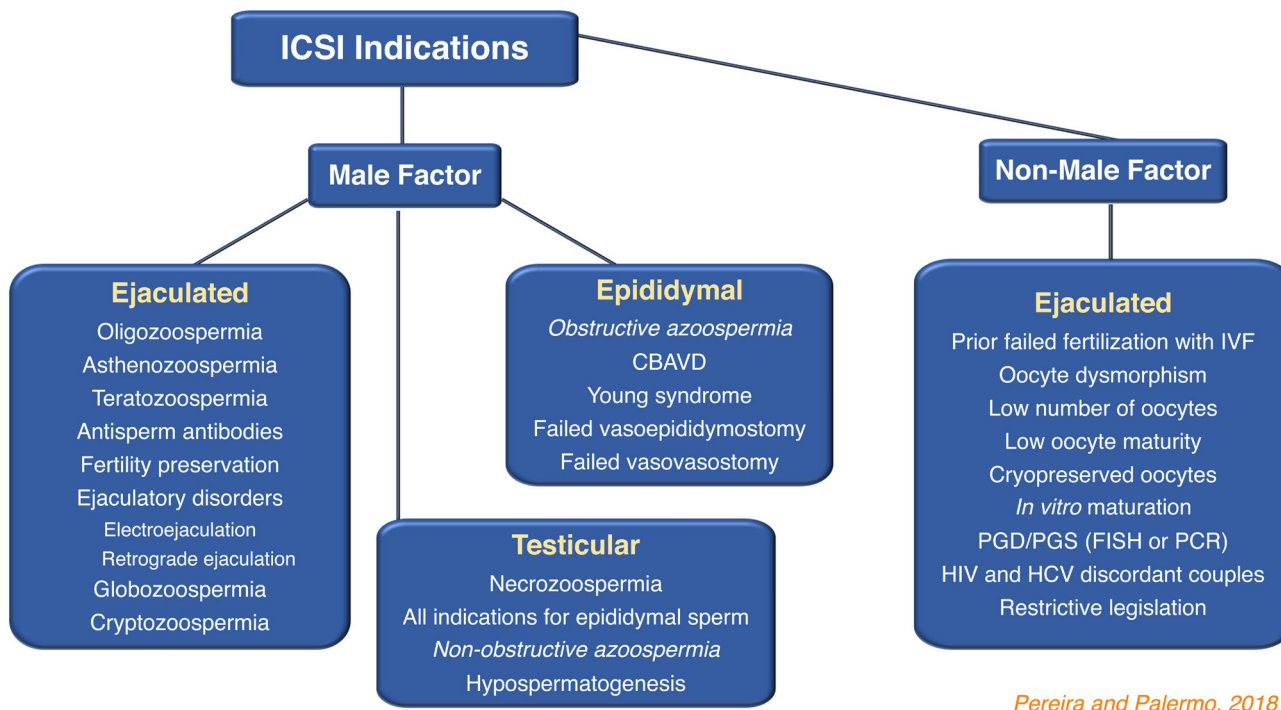 ICSI Indications
Male Factor
Non-Male Factor
Ejaculated
Oligozoospermia
Asthenozoospermia
Teratozoospermia
Antisperm antibodies
Fertility preservation
Ejaculatory disorders
Electroejaculation
Retrograde ejaculation
Globozoospermia
Cryptozoospermia
Testicular
Necrozoospermia
All indications for epididymal sperm
Non-obstructive azoospermia
Hypospermatogenesis
Epididymal
Obstructive azoospermia
CBAVD
Young syndrome
Failed vasoepididymostomy
Failed vasovasostomy
Ejaculated
Prior failed fertilization with IVF
Oocyte dysmorphism
Low number of oocytes
Low oocyte maturity
Cryopreserved oocytes
In vitro maturation
PGD/PGS (FISH or PCR)
HIV and HCV discordant couples
Restrictive legislation
Pereira and Palermo, 2018